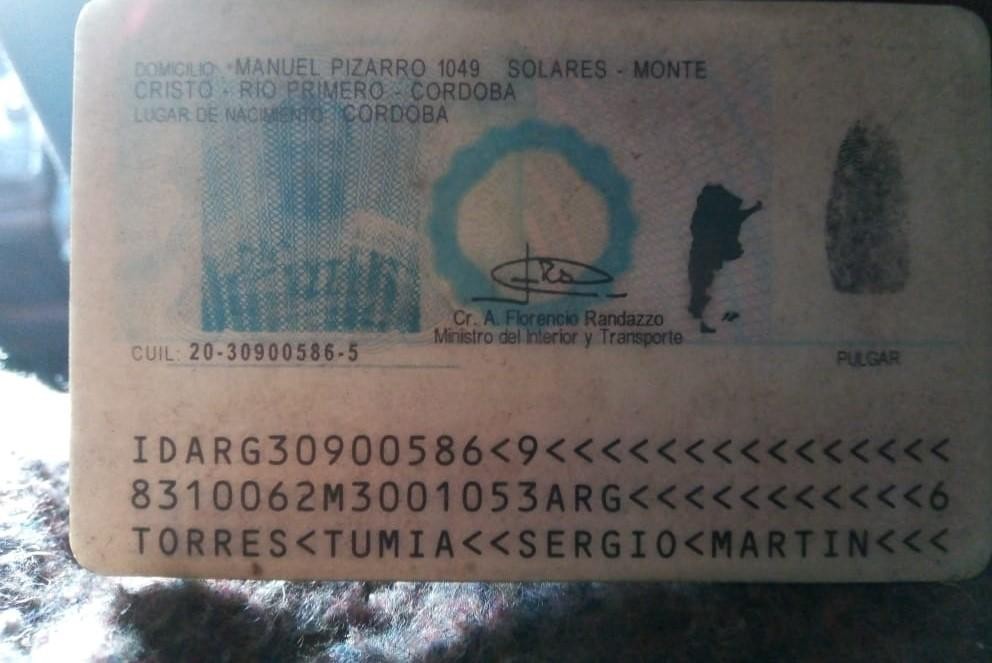 DOMICILIO: *MANUEL PIZARRO 1049 SOLARES - MONTE
CRISTO - RIO PRIMERO - CORDOBA
LUGAR DE NACIMIENTO: CORDOBA
Cr. A. Florencio Randazzo
Ministro del Interior y Transporte
CUIL: 20-30900586-5
PULGAR
IDARG30900586<9<<<<<<<<<<<<<<<
8310062M3001053ARG<<<<<<<<<<<6
TORRES<TUMIA<<SERGIO<MARTIN<<<